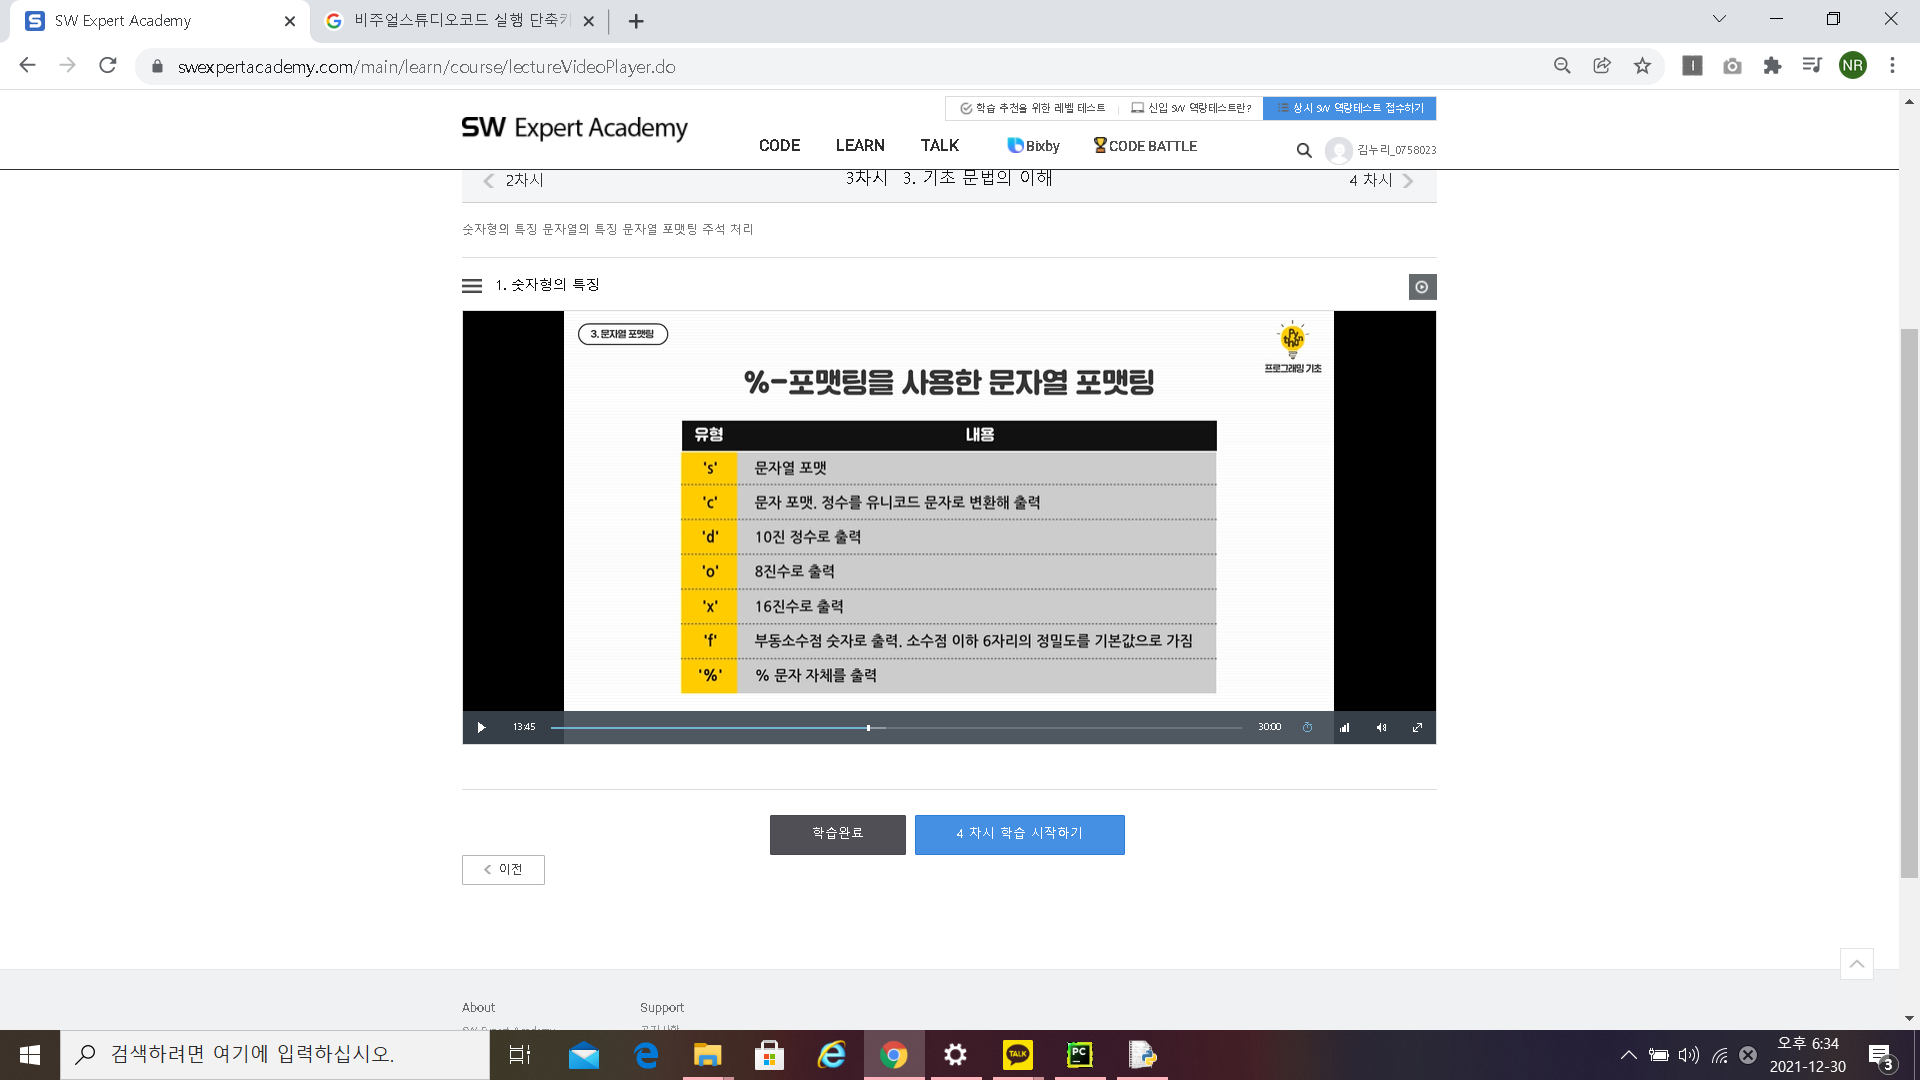 SW Expert Academy
비주얼스튜디오코드 실행 단축키
swexpertacademy.com/main/learn/course/lectureVideoPlayer.do
NR
학습 추천을 위한 레벨 테스트
신입 SW 역량테스트란?
상시 SW 역량테스트 접수하기
SW Expert Academy
CODE
LEARN
TALK
Bixby
CODE BATTLE
김누리_0758023
2차시
3차시 3. 기초 문법의 이해
4 차시
숫자형의 특징 문자열의 특징 문자열 포맷팅 주석 처리
1. 숫자형의 특징
3. 문자열 포맷팅
Python
프로그래밍 기초
%-포맷팅을 사용한 문자열 포맷팅
유형 내용
's' 문자열 포맷
'c' 문자 포맷. 정수를 유니코드 문자로 변환해 출력
'd' 10진 정수로 출력
'o' 8진수로 출력
'x' 16진수로 출력
'f' 부동소수점 숫자로 출력. 소수점 이하 6자리의 정밀도를 기본값으로 가짐
'%' % 문자 자체를 출력
13:45
30:00
학습완료
4 차시 학습 시작하기
이전
About
Support
SW Expert Academy
공지사항
검색하려면 여기에 입력하십시오.
TALK
PC
오후 6:34
2021-12-30
3